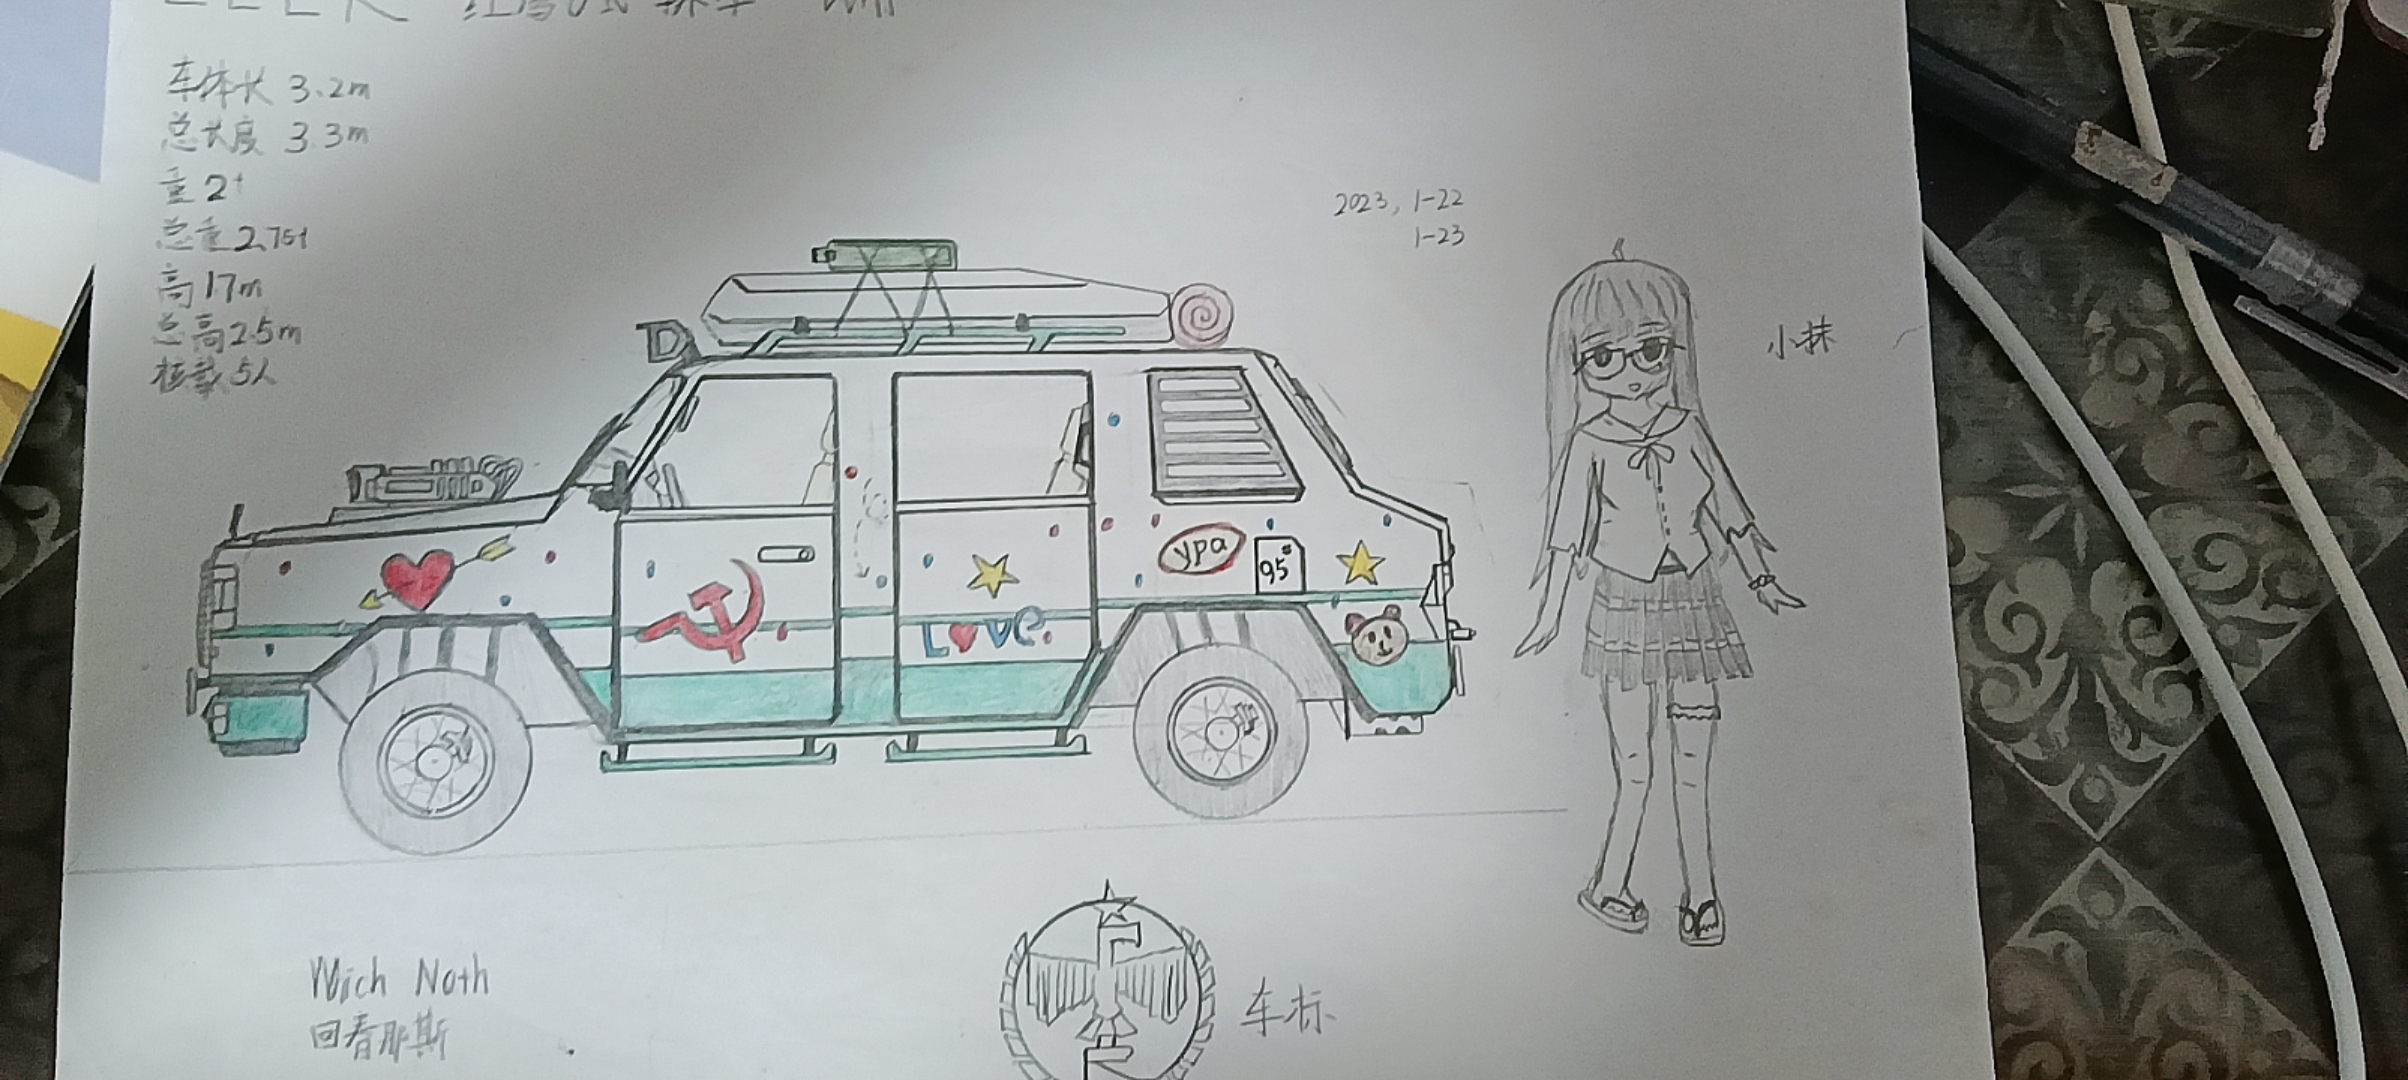 车体长 3.2m
总长度 3.3m
重 2t
总重 2.75t
高 1.7m
总高 2.5m
核载 5人
2023, 1-22
1-23
小抹
D
ypa
95#
Love
Wich Noth
回看那斯
车标